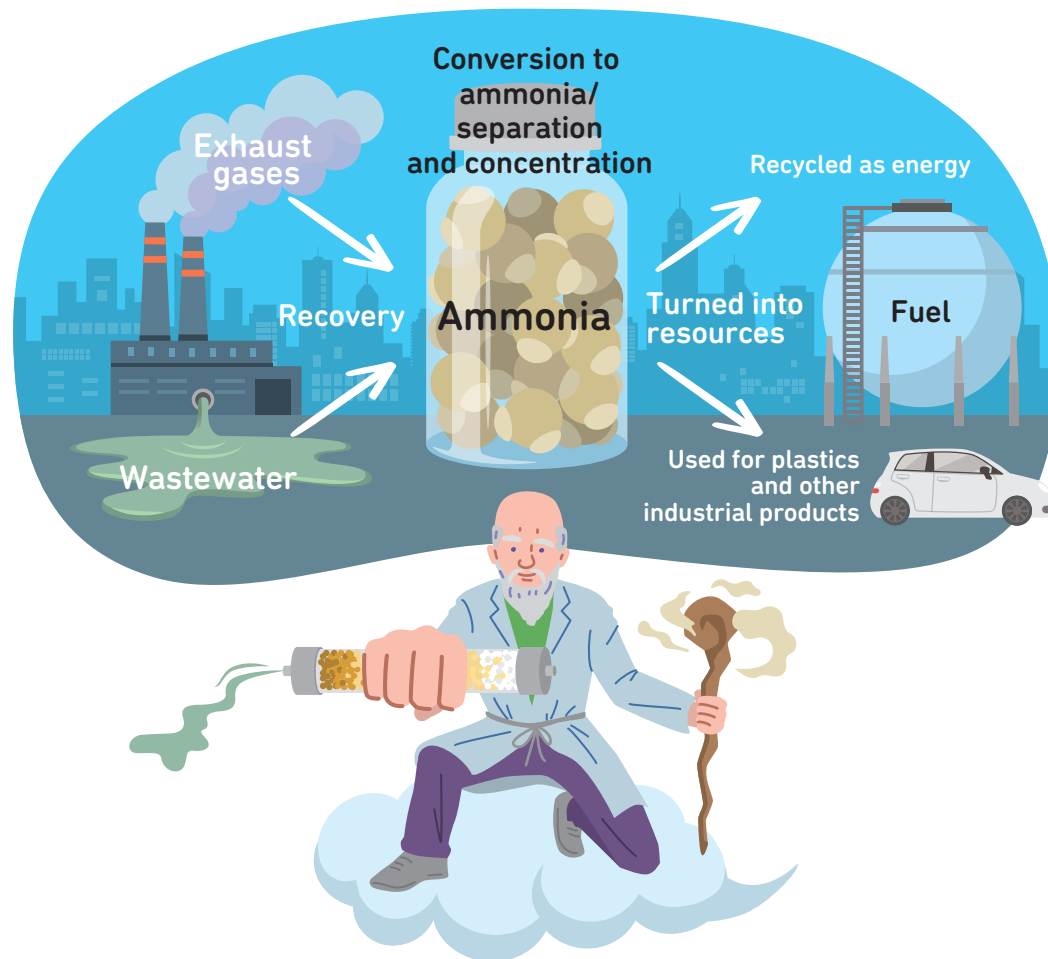 Conversion to
ammonia/
separation
and concentration
Exhaust
gases
Recovery
Wastewater
Ammonia
Recycled as energy
Turned into
resources
Fuel
Used for plastics
and other
industrial products